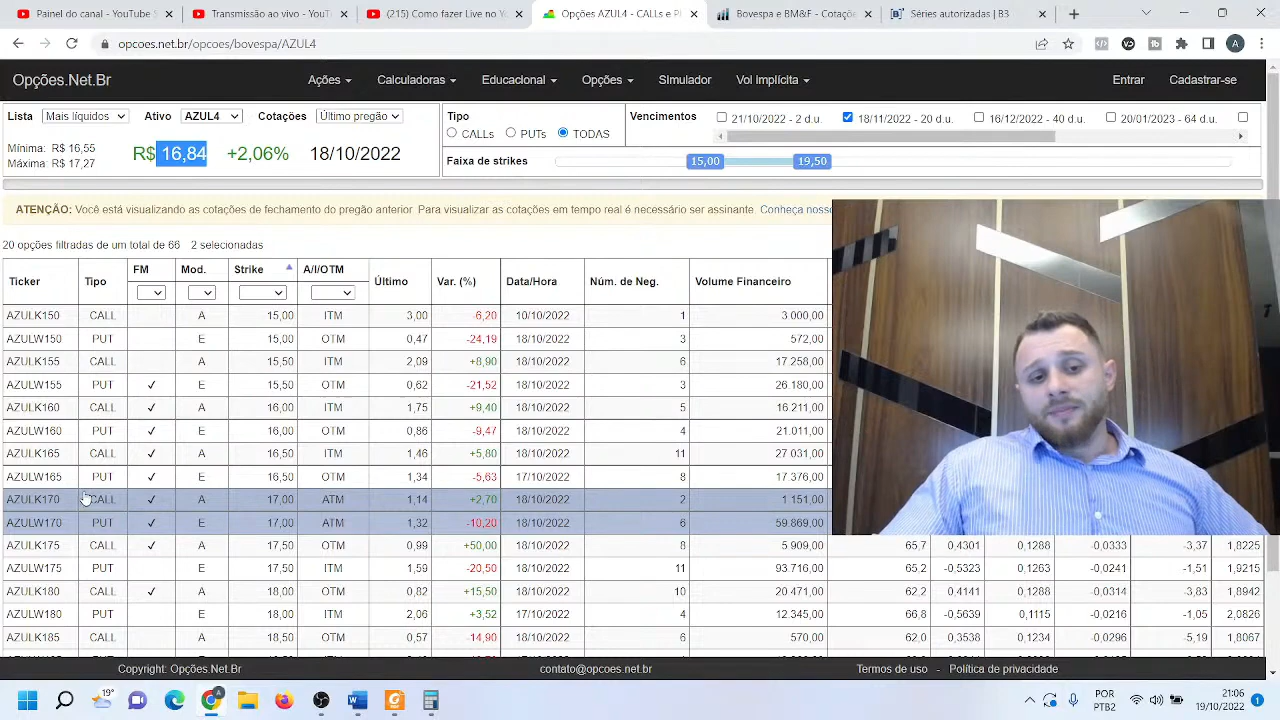 Painel do canal - YouTube S
Transmissão ao vivo - YouTu
(215) Como fazer live no Yo
Opções AZUL4 - CALLs e P
Bovespa e BM&F - Cotaçõe
Séries autorizadas | B3
opcoes.net.br/opcoes/bovespa/AZUL4
A
Opções.Net.Br
Ações
Calculadoras
Educacional
Opções
Simulador
Vol implícita
Entrar
Cadastrar-se
Lista Mais líquidos
Ativo AZUL4
Cotações Último pregão
Mínima: R$ 16,55
Máxima: R$ 17,27
R$ 16,84 +2,06% 18/10/2022
Tipo
CALLs PUTs TODAS
Vencimentos
21/10/2022 - 2 d.u. 18/11/2022 - 20 d.u. 16/12/2022 - 40 d.u. 20/01/2023 - 64 d.u.
Faixa de strikes 15,00 19,50
ATENÇÃO: Você está visualizando as cotações de fechamento do pregão anterior. Para visualizar as cotações em tempo real é necessário ser assinante. Conheça nosso
20 opções filtradas de um total de 66 2 selecionadas
Ticker Tipo FM Mod. Strike A/I/OTM Último Var. (%) Data/Hora Núm. de Neg. Volume Financeiro
AZULK150 CALL A 15,00 ITM 3,00 -6,20 10/10/2022 1 3.000,00
AZULW150 PUT E 15,00 OTM 0,47 -24,19 18/10/2022 3 572,00
AZULK155 CALL A 15,50 ITM 2,09 +8,90 18/10/2022 6 17.258,00
AZULW155 PUT ✓ E 15,50 OTM 0,62 -21,52 18/10/2022 3 26.180,00
AZULK160 CALL ✓ A 16,00 ITM 1,75 +9,40 18/10/2022 5 16.211,00
AZULW160 PUT ✓ E 16,00 OTM 0,86 -9,47 18/10/2022 4 21.011,00
AZULK165 CALL ✓ A 16,50 ITM 1,46 +5,80 18/10/2022 11 27.031,00
AZULW165 PUT ✓ E 16,50 OTM 1,34 -5,63 17/10/2022 8 17.376,00
AZULK170 CALL ✓ A 17,00 ATM 1,14 +2,70 18/10/2022 2 1.151,00
AZULW170 PUT ✓ E 17,00 ATM 1,32 -10,20 18/10/2022 6 59.869,00
AZULK175 CALL ✓ A 17,50 OTM 0,99 +50,00 18/10/2022 8 5.909,00 65,7 0,4301 0,1288 -0,0333 -3,37 1,8225
AZULW175 PUT E 17,50 ITM 1,59 -20,50 18/10/2022 11 93.716,00 65,2 -0,5323 0,1263 -0,0241 -1,51 1,9215
AZULK180 CALL ✓ A 18,00 OTM 0,82 +15,50 18/10/2022 10 20.471,00 62,2 0,4141 0,1288 -0,0314 -3,83 1,8942
AZULW180 PUT E 18,00 ITM 2,06 +3,52 17/10/2022 4 12.345,00 66,8 -0,5639 0,1115 -0,0216 -1,05 2,0826
AZULK185 CALL A 18,50 OTM 0,57 -14,90 18/10/2022 6 570,00 62,0 0,3538 0,1234 -0,0296 -5,19 1,8067
Copyright: Opções.Net.Br
contato@opcoes.net.br
Termos de uso - Política de privacidade
19°
POR
PTB2
21:06
19/10/2022
1